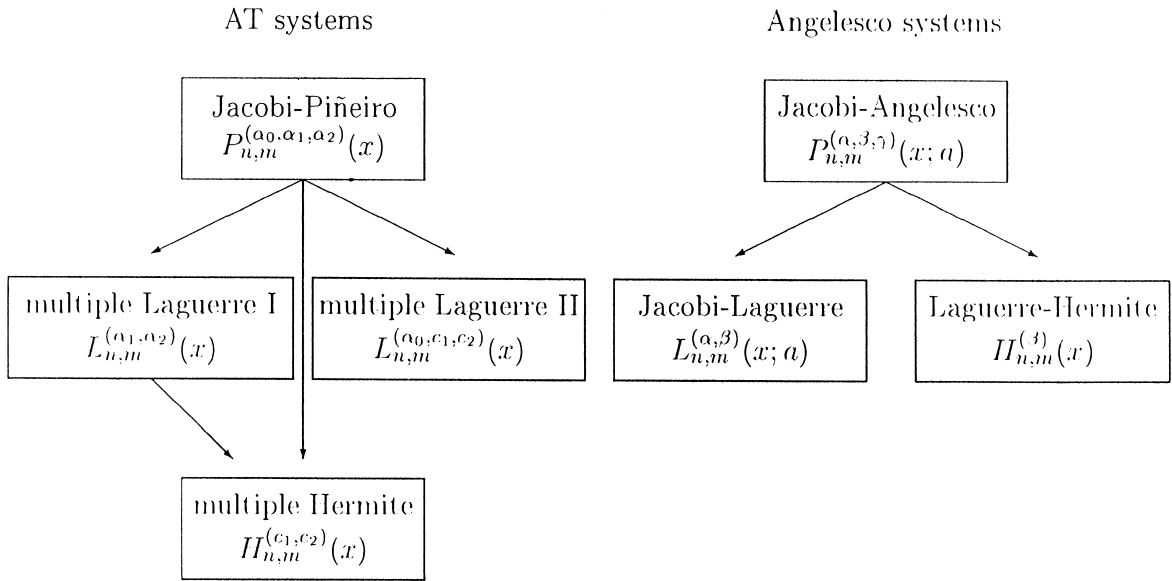 AT systems
Angelesco systems
Jacobi-Piñeiro
P_{n,m}^{(α_0,α_1,α_2)}(x)
Jacobi-Angelesco
P_{n,m}^{(α,β,γ)}(x; a)
multiple Laguerre I
L_{n,m}^{(α_1,α_2)}(x)
multiple Laguerre II
L_{n,m}^{(α_0,c_1,c_2)}(x)
Jacobi-Laguerre
L_{n,m}^{(α,β)}(x; a)
Laguerre-Hermite
H_{n,m}^{(β)}(x)
multiple Hermite
H_{n,m}^{(c_1,c_2)}(x)